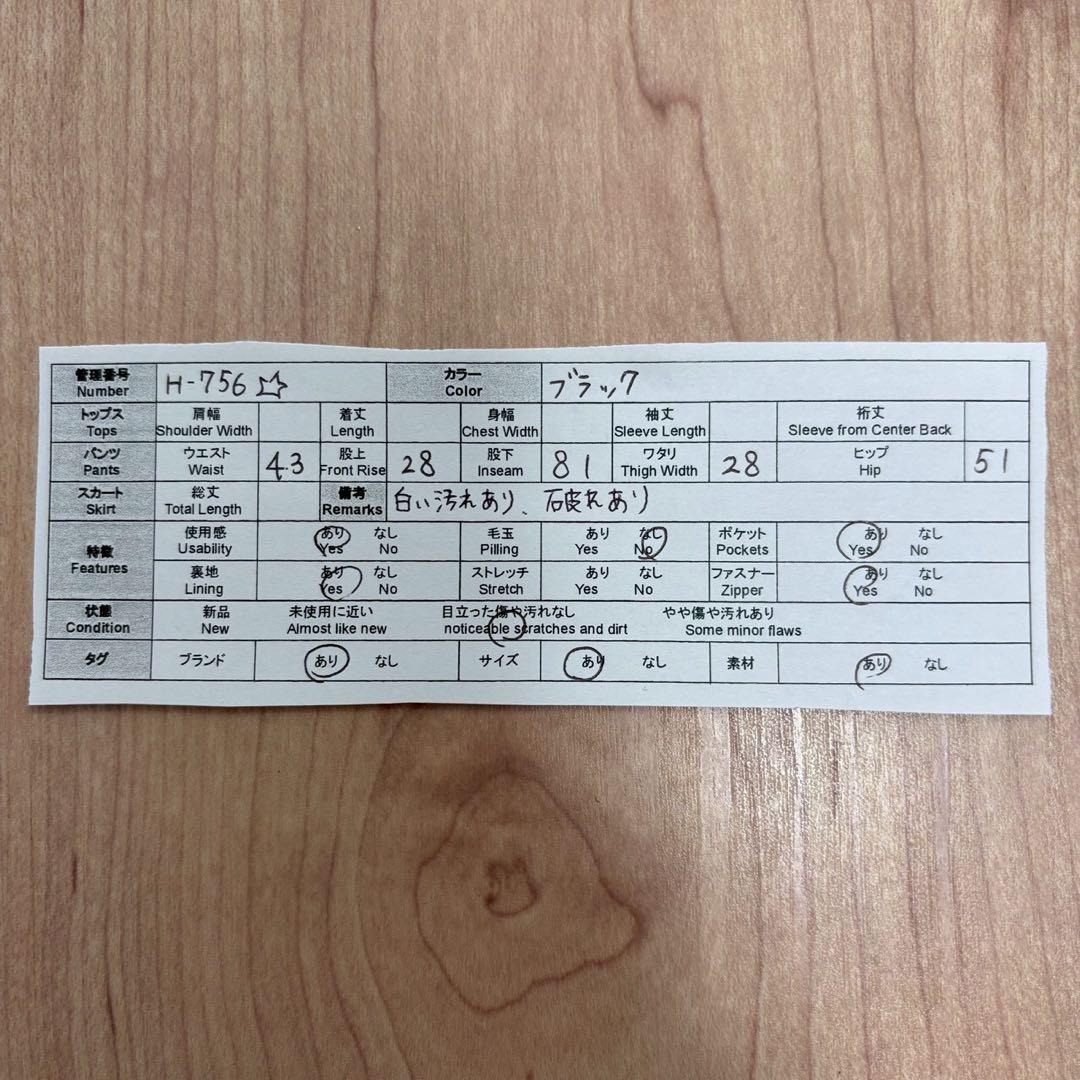 管理番号 Number H-756☆ カラー Color ブラック
トップス Tops 肩幅 Shoulder Width 着丈 Length 身幅 Chest Width 袖丈 Sleeve Length 裄丈 Sleeve from Center Back
パンツ Pants ウエスト Waist 43 股上 Front Rise 28 股下 Inseam 81 ワタリ Thigh Width 28 ヒップ Hip 51
スカート Skirt 総丈 Total Length 備考 Remarks 白い汚れあり、破れあり
特徴 Features
使用感 Usability あり Yes なし No 毛玉 Pilling あり Yes なし No ポケット Pockets あり Yes なし No
裏地 Lining あり Yes なし No ストレッチ Stretch あり Yes なし No ファスナー Zipper あり Yes なし No
状態 Condition 新品 New 未使用に近い Almost like new 目立った傷や汚れなし noticeable scratches and dirt やや傷や汚れあり Some minor flaws
タグ ブランド あり なし サイズ あり なし 素材 あり なし